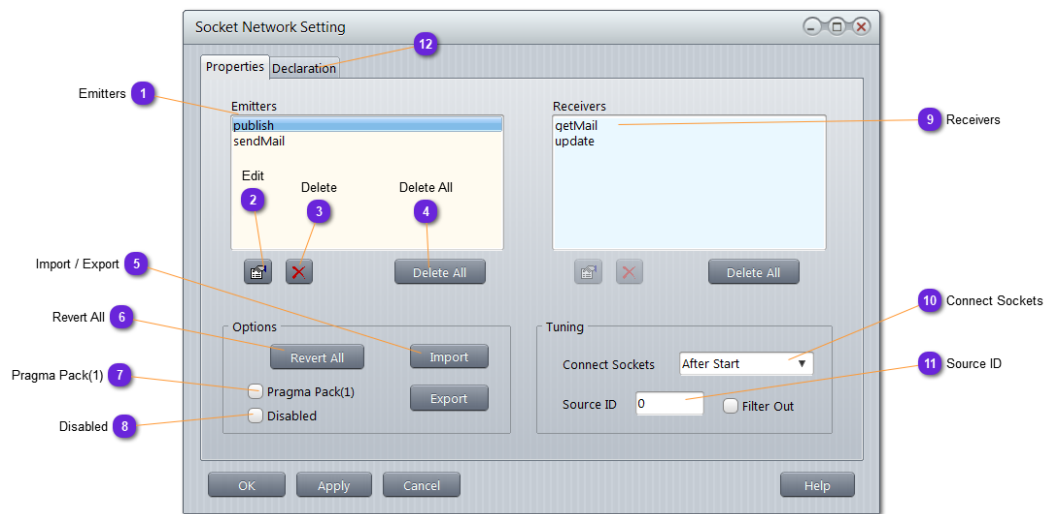 Socket Network Setting
12
Properties
Declaration
Emitters 1
Emitters
publish
sendMail
Receivers
getMail
update
9 Receivers
Edit
2
Delete
3
Delete All
4
Import / Export 5
Delete All
Delete All
Revert All 6
Options
Revert All
Import
Pragma Pack(1) 7
Pragma Pack(1)
Export
Disabled 8
Disabled
Tuning
10 Connect Sockets
Connect Sockets After Start
11 Source ID
Source ID 0 Filter Out
OK
Apply
Cancel
Help